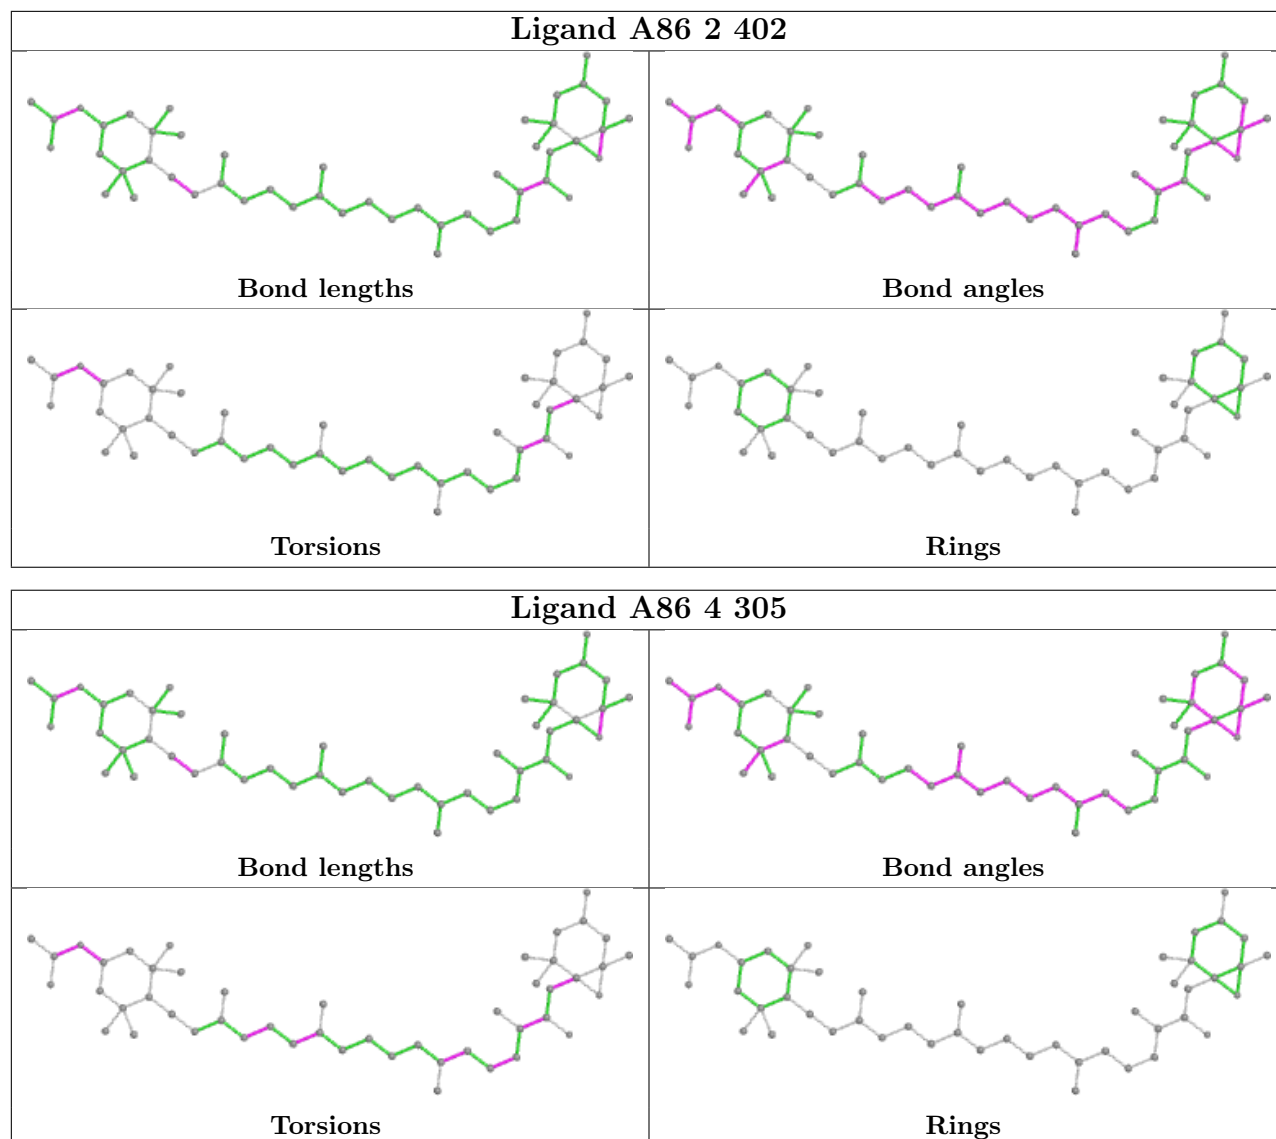 Ligand A86 2 402
Bond lengths
Bond angles
Torsions
Rings
Ligand A86 4 305
Bond lengths
Bond angles
Torsions
Rings